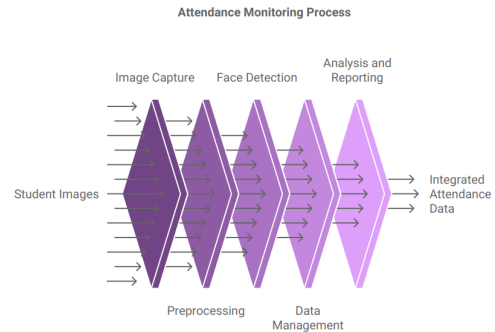 Attendance Monitoring Process
Image Capture
Face Detection
Analysis and
Reporting
Student Images
Integrated
Attendance
Data
Preprocessing
Data
Management